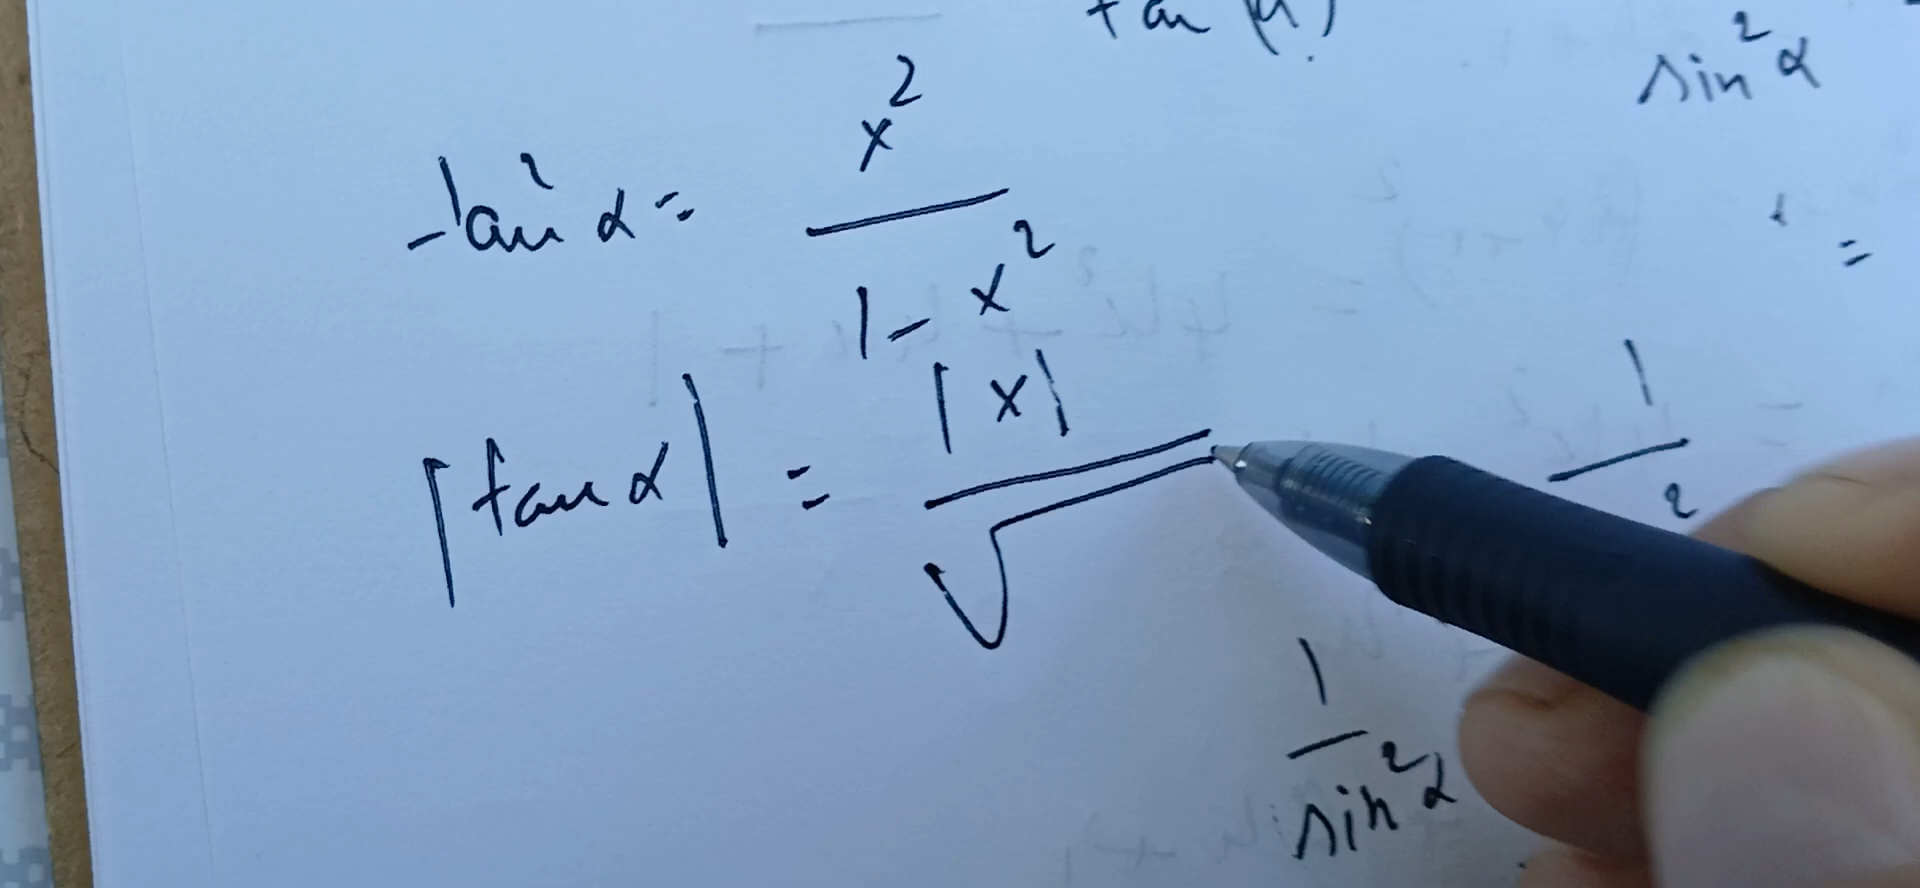 tan
sin²α
tan²α = x² / 1 - x²
=
|tan α| = |x| / √
1 / 2
1 / sin²α